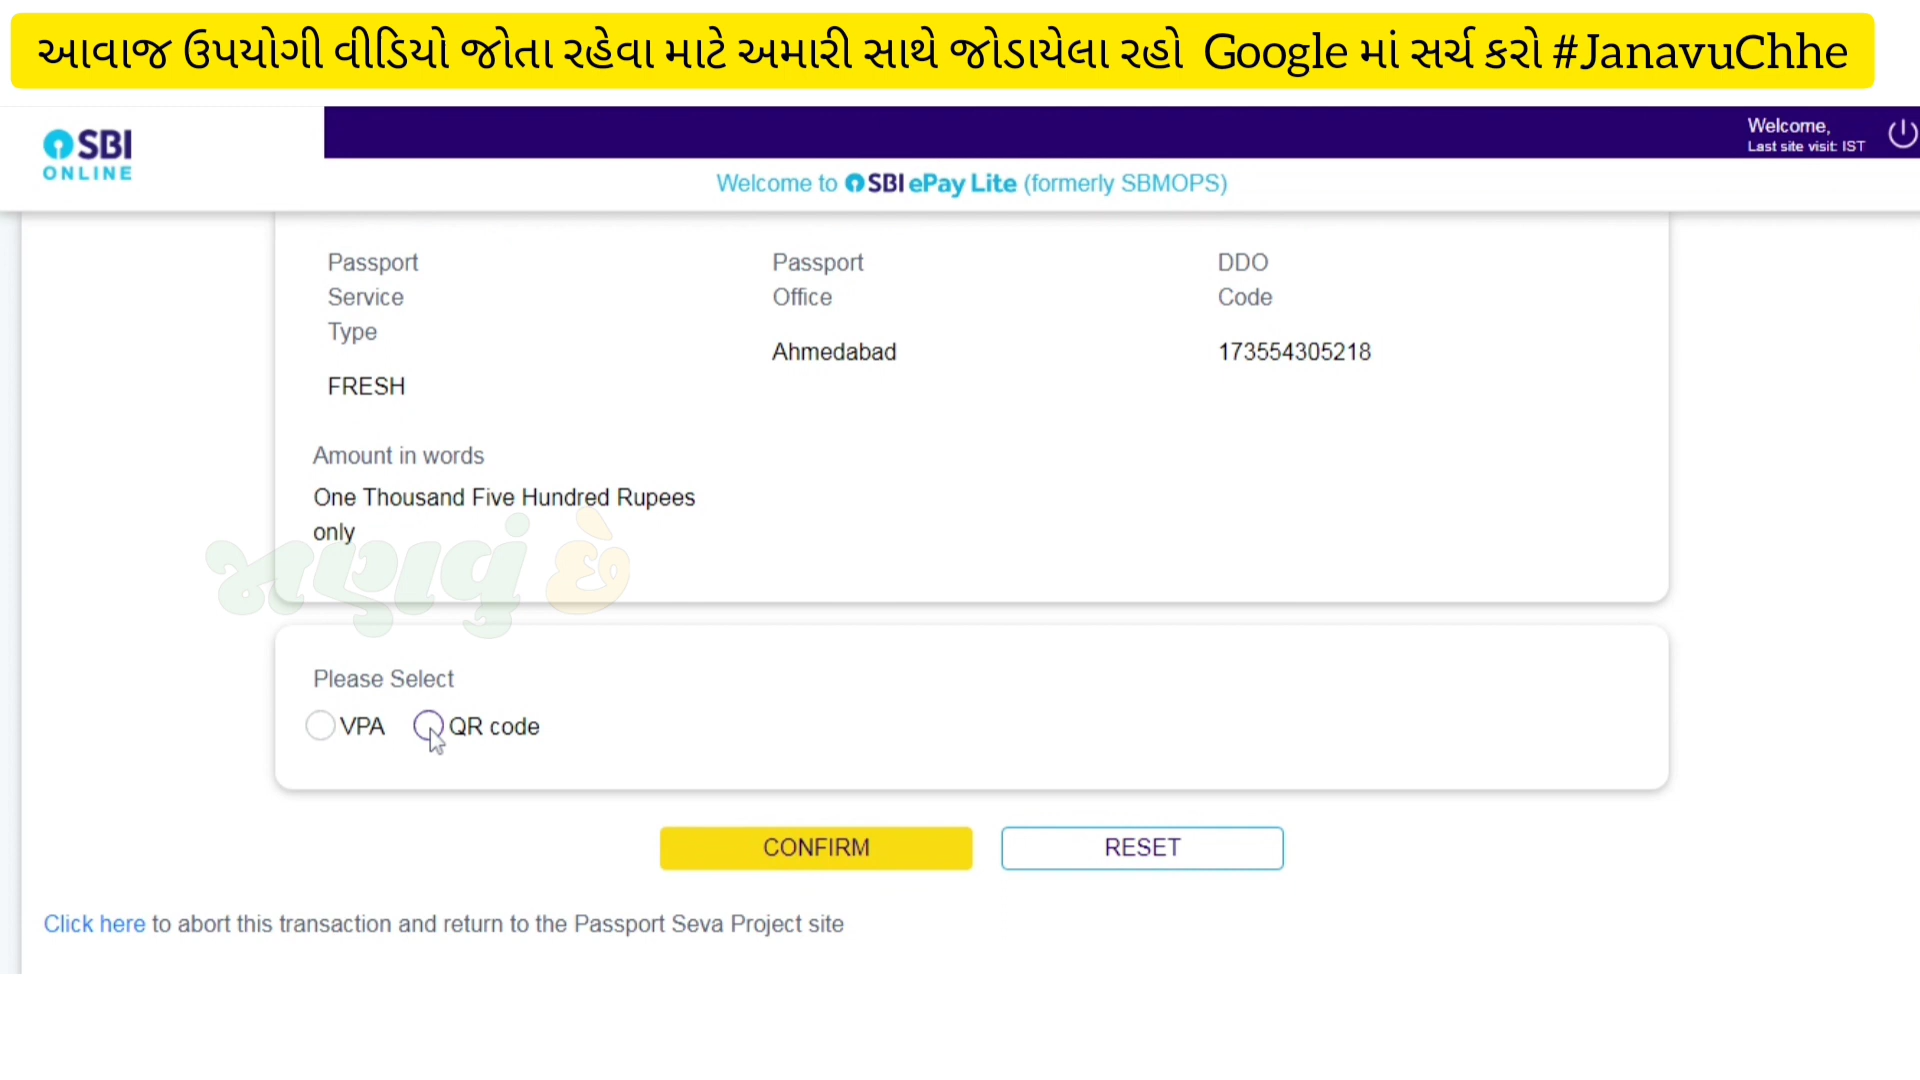 આવાજ ઉપયોગી વીડિયો જોતા રહેવા માટે અમારી સાથે જોડાયેલા રહો Google માં સર્ચ કરો #JanavuChhe
SBI
ONLINE
Welcome,
Last site visit: IST
Welcome to SBI ePay Lite (formerly SBMOPS)
Passport
Service
Type
FRESH
Passport
Office
Ahmedabad
DDO
Code
173554305218
Amount in words
One Thousand Five Hundred Rupees
only
જાણવું છે
Please Select
VPA QR code
CONFIRM RESET
Click here to abort this transaction and return to the Passport Seva Project site